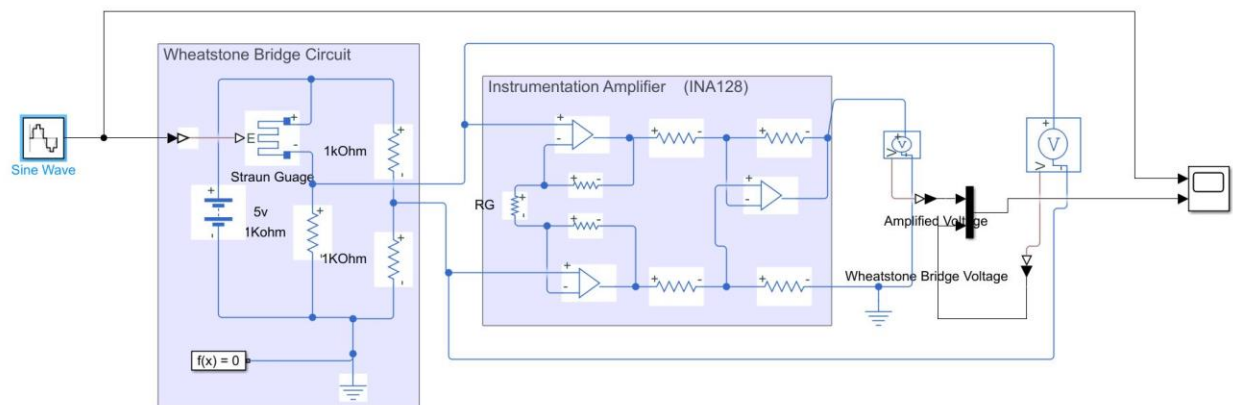 Wheatstone Bridge Circuit
Instrumentation Amplifier (INA128)
Sine Wave
E
Straun Guage
1kOhm
5v
1Kohm
1KOhm
RG
V
V
V
V
Amplified Voltage
Wheatstone Bridge Voltage
f(x) = 0